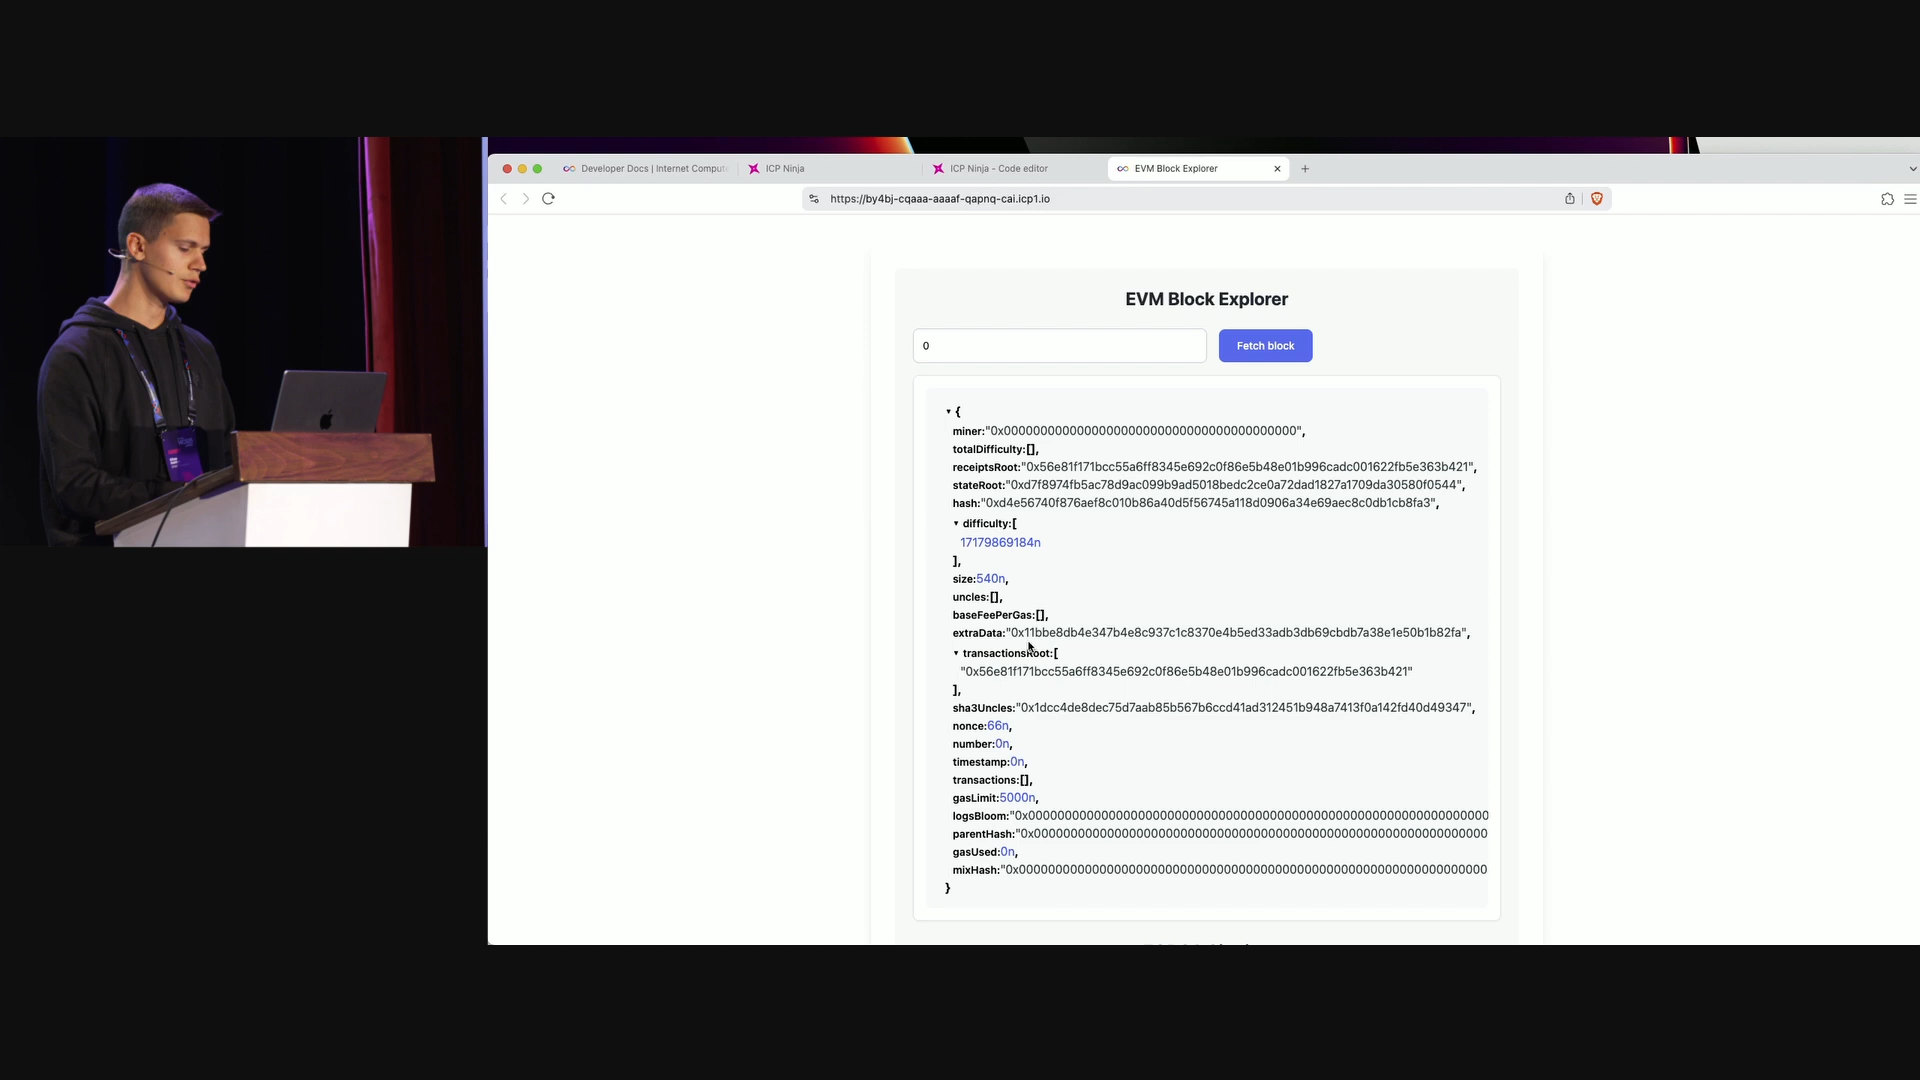 Developer Docs | Internet Comput
ICP Ninja
ICP Ninja - Code editor
EVM Block Explorer
https://by4bj-cqaaa-aaaaf-qapnq-cai.icp1.io
EVM Block Explorer
0
Fetch block
{
miner:"0x0000000000000000000000000000000000000000",
totalDifficulty:[],
receiptsRoot:"0x56e81f171bcc55a6ff8345e692c0f86e5b48e01b996cadc001622fb5e363b421",
stateRoot:"0xd7f8974fb5ac78d9ac099b9ad5018bedc2ce0a72dad1827a1709da30580f0544",
hash:"0xd4e56740f876aef8c010b86a40d5f56745a118d0906a34e69aec8c0db1cb8fa3",
difficulty:[
17179869184n
],
size:540n,
uncles:[],
baseFeePerGas:[],
extraData:"0x11bbe8db4e347b4e8c937c1c8370e4b5ed33adb3db69cbdb7a38e1e50b1b82fa",
transactionsRoot:[
"0x56e81f171bcc55a6ff8345e692c0f86e5b48e01b996cadc001622fb5e363b421"
],
sha3Uncles:"0x1dcc4de8dec75d7aab85b567b6ccd41ad312451b948a7413f0a142fd40d49347",
nonce:66n,
number:0n,
timestamp:0n,
transactions:[],
gasLimit:5000n,
logsBloom:"0x000000000000000000000000000000000000000000000000000000000000000
parentHash:"0x00000000000000000000000000000000000000000000000000000000000000
gasUsed:0n,
mixHash:"0x0000000000000000000000000000000000000000000000000000000000000000
}